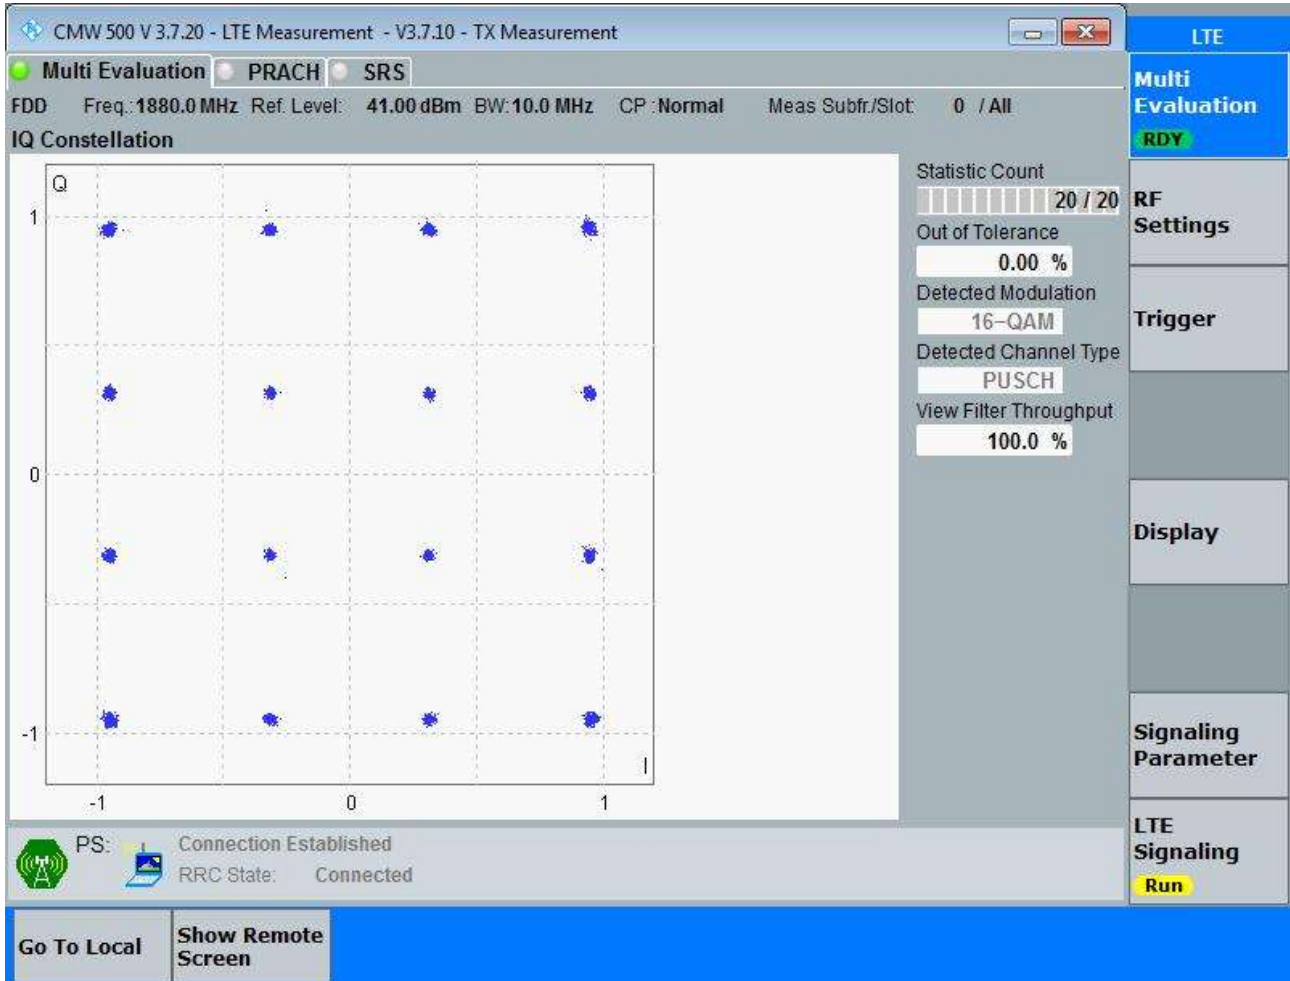 CMW 500 V 3.7.20 - LTE Measurement - V3.7.10 - TX Measurement
LTE
Multi Evaluation PRACH SRS
FDD Freq.:1880.0 MHz Ref. Level: 41.00 dBm BW:10.0 MHz CP :Normal Meas Subfr./Slot: 0 / All
IQ Constellation
Q
1
0
-1
I
-1 0 1
Statistic Count
20 / 20
Out of Tolerance
0.00 %
Detected Modulation
16-QAM
Detected Channel Type
PUSCH
View Filter Throughput
100.0 %
Multi
Evaluation
RDY
RF
Settings
Trigger
Display
Signaling
Parameter
LTE
Signaling
Run
PS: Connection Established
RRC State: Connected
Go To Local
Show Remote
Screen